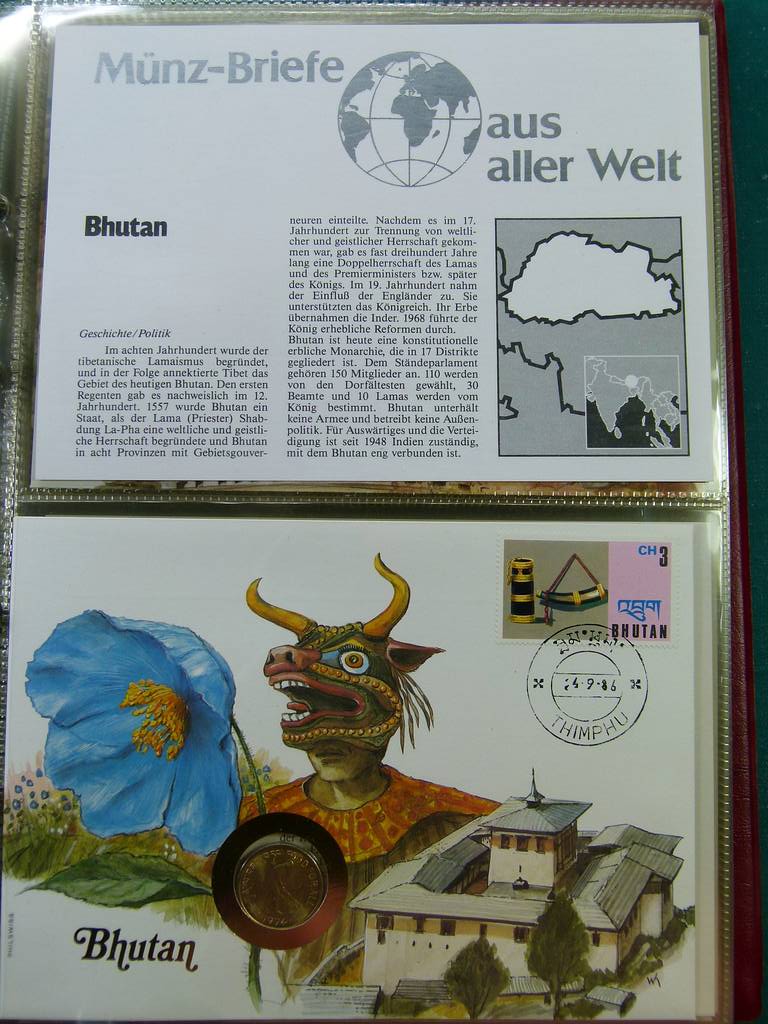 Münz-Briefe
aus
aller Welt
Bhutan
Geschichte/Politik
Im achten Jahrhundert wurde der
tibetanische Lamaismus begründet,
und in der Folge annektierte Tibet das
Gebiet des heutigen Bhutan. Den ersten
Regenten gab es nachweislich im 12.
Jahrhundert. 1557 wurde Bhutan ein
Staat, als der Lama (Priester) Shab-
dung La-Pha eine weltliche und geistli-
che Herrschaft begründete und Bhutan
in acht Provinzen mit Gebietsgouver-
neuren einteilte. Nachdem es im 17.
Jahrhundert zur Trennung von weltli-
cher und geistlicher Herrschaft gekom-
men war, gab es fast dreihundert Jahre
lang eine Doppelherrschaft des Lamas
und des Premierministers bzw. später
des Königs. Im 19. Jahrhundert nahm
der Einfluß der Engländer zu. Sie
unterstützten das Königreich. Ihr Erbe
übernahmen die Inder. 1968 führte der
König erhebliche Reformen durch.
Bhutan ist heute eine konstitutionelle
erbliche Monarchie, die in 17 Distrikte
gegliedert ist. Dem Ständeparlament
gehören 150 Mitglieder an. 110 werden
von den Dorfältesten gewählt, 30
Beamte und 10 Lamas werden vom
König bestimmt. Bhutan unterhält
keine Armee und betreibt keine Außen-
politik. Für Auswärtiges und die Vertei-
digung ist seit 1948 Indien zuständig,
mit dem Bhutan eng verbunden ist.
CH 3
འབྲུག
BHUTAN
24-9-86
THIMPHU
1974
Bhutan
PHILSWISS